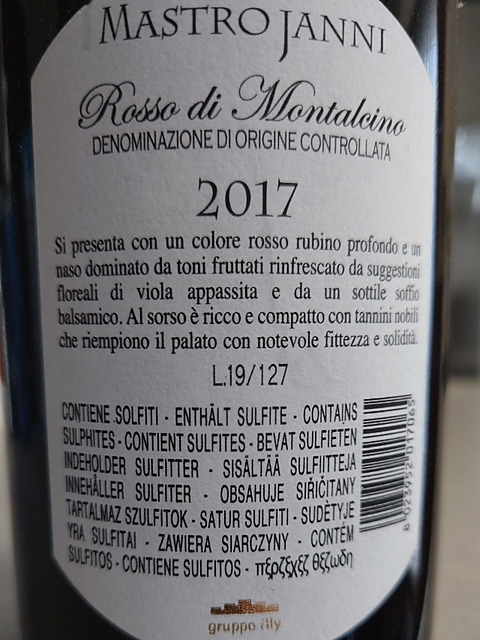 MASTROJANNI
Rosso di Montalcino
DENOMINAZIONE DI ORIGINE CONTROLLATA
2017
Si presenta con un colore rosso rubino profondo e un
naso dominato da toni fruttati rinfrescato da suggestioni
floreali di viola appassita e da un sottile soffio
balsamico. Al sorso è ricco e compatto con tannini nobili
che riempiono il palato con notevole fittezza e solidità.
L.19/127
CONTIENE SOLFITI - ENTHÄLT SULFITE - CONTAINS
SULPHITES - CONTIENT SULFITES - BEVAT SULFIETEN
INDEHOLDER SULFITTER - SISÄLTÄÄ SULFIITTEJA
INNEHÅLLER SULFITER - OBSAHUJE SIŘIČITANY
TARTALMAZ SZULFITOK - SATUR SULFITI - SUDĖTYJE
YRA SULFITAI - ZAWIERA SIARCZYNY - CONTÉM
SULFITOS - CONTIENE SULFITOS -
8 023952 017065
gruppo illy